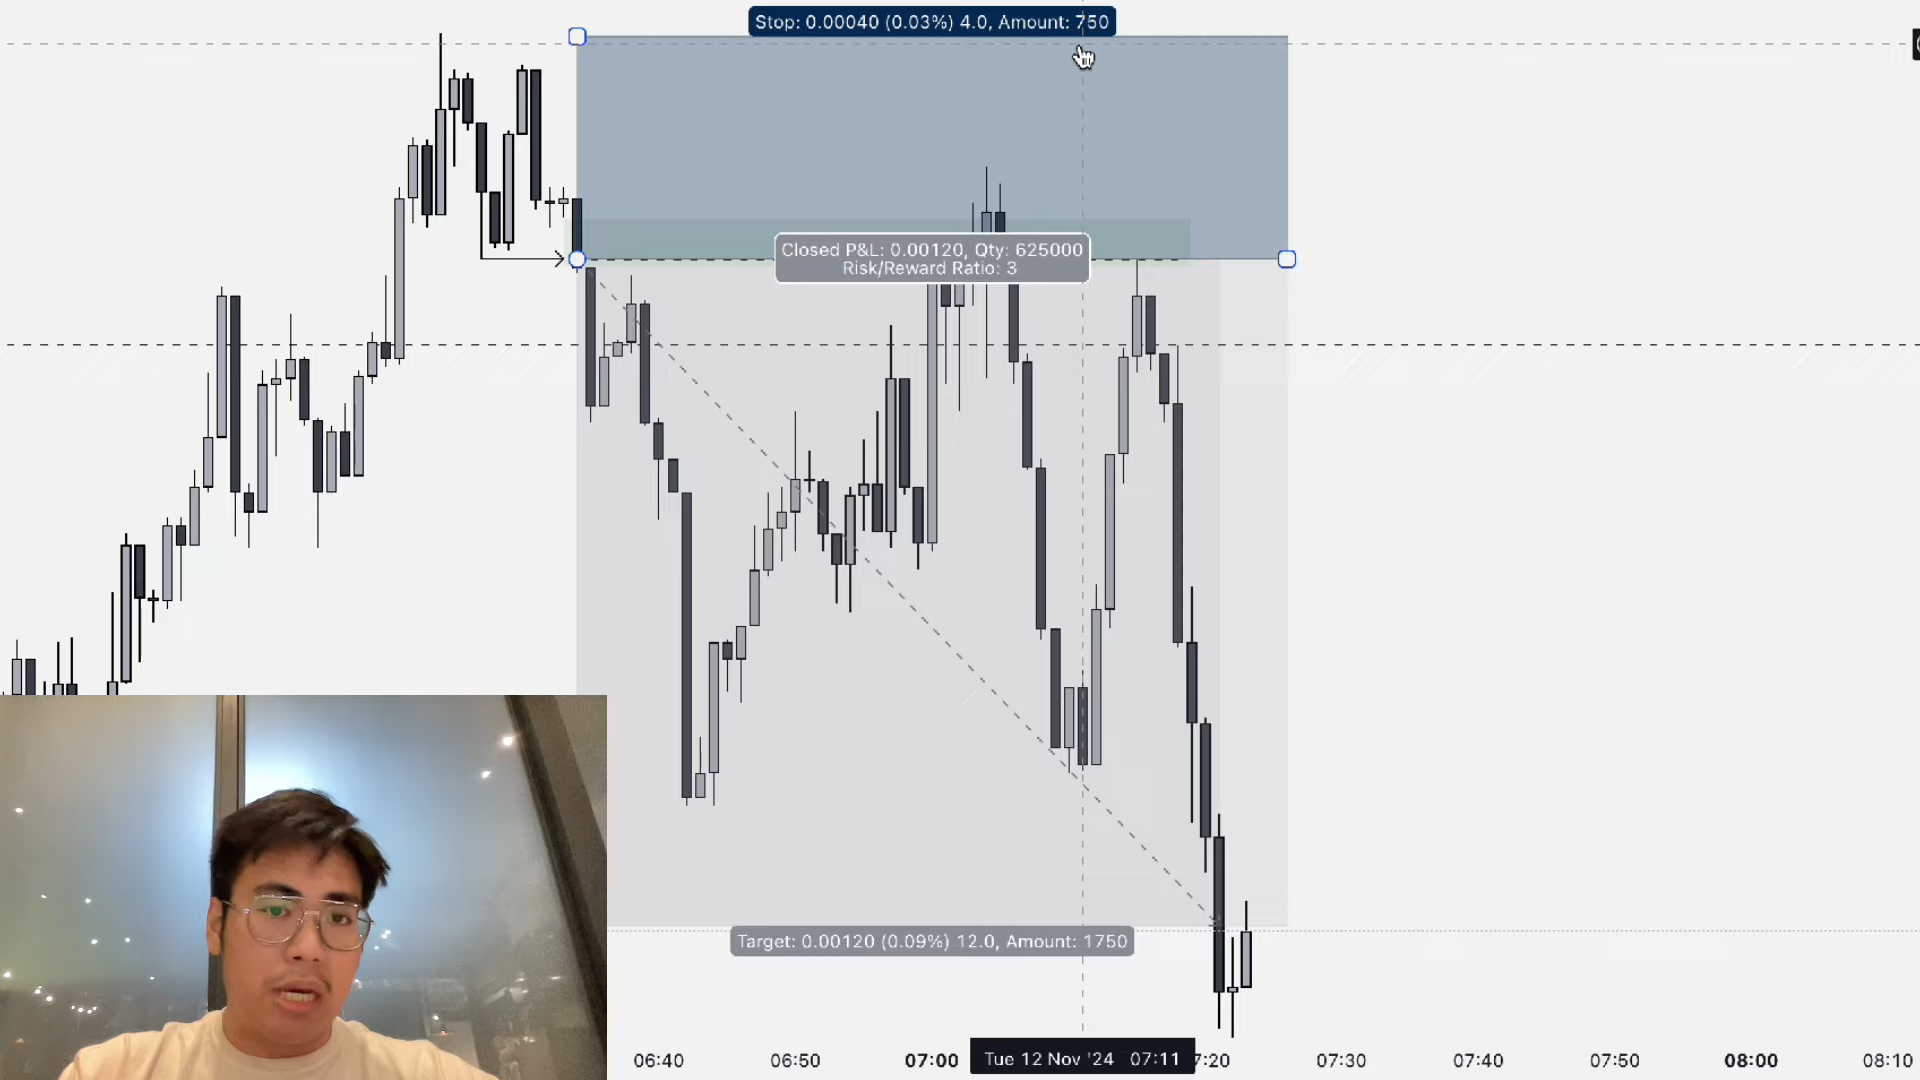 Stop: 0.00040 (0.03%) 4.0, Amount: 750
Closed P&L: 0.00120, Qty: 625000
Risk/Reward Ratio: 3
Target: 0.00120 (0.09%) 12.0, Amount: 1750
06:40 06:50 07:00 Tue 12 Nov '24 07:11 7:20 07:30 07:40 07:50 08:00 08:10